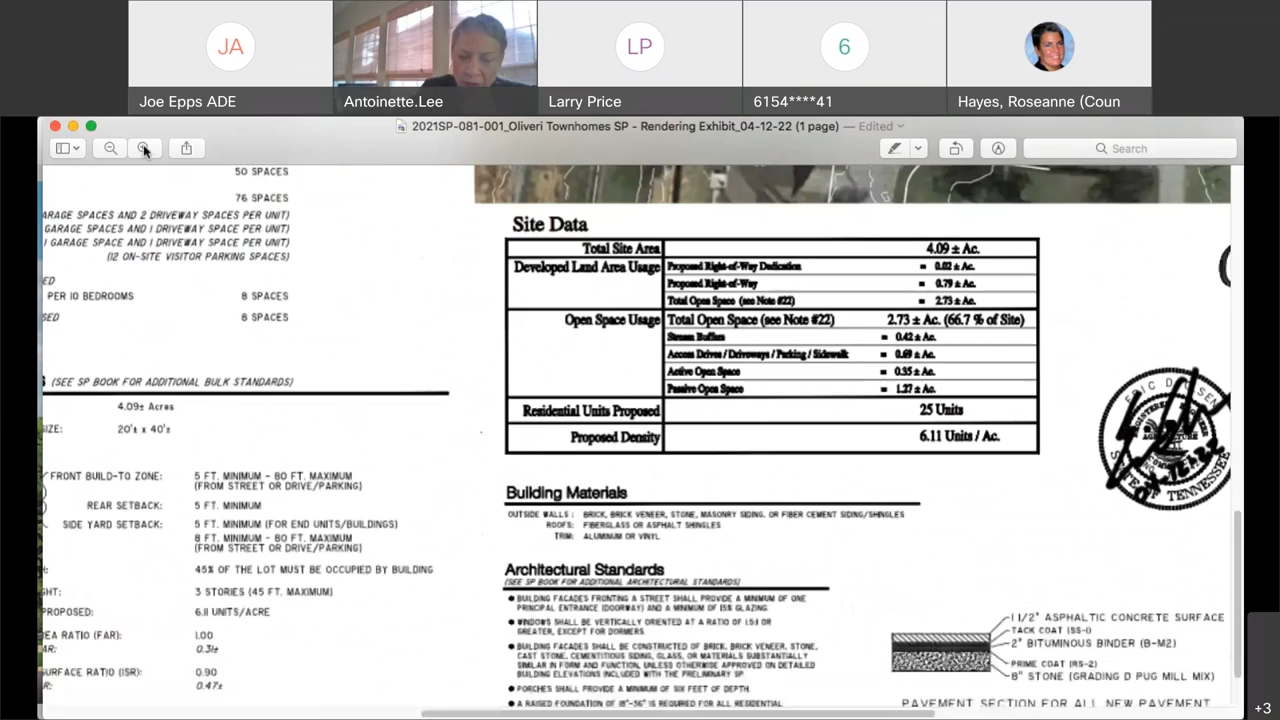 JA
LP
6
Joe Epps ADE
Antoinette.Lee
Larry Price
6154****41
Hayes, Roseanne (Coun
2021SP-081-001_Oliveri Townhomes SP - Rendering Exhibit_04-12-22 (1 page) — Edited
Search
50 SPACES
76 SPACES
ARAGE SPACES AND 2 DRIVEWAY SPACES PER UNIT)
GARAGE SPACES AND 1 DRIVEWAY SPACE PER UNIT)
1 GARAGE SPACE AND 1 DRIVEWAY SPACE PER UNIT)
(12 ON-SITE VISITOR PARKING SPACES)
ED
PER 10 BEDROOMS 8 SPACES
SED 8 SPACES
(SEE SP BOOK FOR ADDITIONAL BULK STANDARDS)
4.09± Acres
SIZE: 20'± x 40'±
FRONT BUILD-TO ZONE: 5 FT. MINIMUM - 80 FT. MAXIMUM
(FROM STREET OR DRIVE/PARKING)
REAR SETBACK: 5 FT. MINIMUM
SIDE YARD SETBACK: 5 FT. MINIMUM (FOR END UNITS/BUILDINGS)
8 FT. MINIMUM - 80 FT. MAXIMUM
(FROM STREET OR DRIVE/PARKING)
H: 45% OF THE LOT MUST BE OCCUPIED BY BUILDING
GHT: 3 STORIES (45 FT. MAXIMUM)
PROPOSED: 6.11 UNITS/ACRE
EA RATIO (FAR): 1.00
AR: 0.31±
SURFACE RATIO (ISR): 0.90
R: 0.47±
Site Data
Total Site Area 4.09 ± Ac.
Developed Land Area Usage Proposed Right-of-Way Dedication = 0.02 ± Ac.
Proposed Right-of-Way = 0.79 ± Ac.
Total Open Space (see Note #22) = 2.73 ± Ac.
Open Space Usage Total Open Space (see Note #22) 2.73 ± Ac. (66.7 % of Site)
Stream Buffers = 0.42 ± Ac.
Access Drives / Driveways / Parking / Sidewalk = 0.69 ± Ac.
Active Open Space = 0.35 ± Ac.
Passive Open Space = 1.27 ± Ac.
Residential Units Proposed 25 Units
Proposed Density 6.11 Units / Ac.
Building Materials
OUTSIDE WALLS : BRICK, BRICK VENEER, STONE, MASONRY SIDING, OR FIBER CEMENT SIDING/SHINGLES
ROOFS: FIBERGLASS OR ASPHALT SHINGLES
TRIM: ALUMINUM OR VINYL
Architectural Standards
(SEE SP BOOK FOR ADDITIONAL ARCHITECTURAL STANDARDS)
● BUILDING FACADES FRONTING A STREET SHALL PROVIDE A MINIMUM OF ONE
PRINCIPAL ENTRANCE (DOORWAY) AND A MINIMUM OF 15% GLAZING
● WINDOWS SHALL BE VERTICALLY ORIENTED AT A RATIO OF 1.5:1 OR
GREATER, EXCEPT FOR DORMERS
● BUILDING FACADES SHALL BE CONSTRUCTED OF BRICK, BRICK VENEER, STONE,
CAST STONE, CEMENTITIOUS SIDING, GLASS, OR MATERIALS SUBSTANTIALLY
SIMILAR IN FORM AND FUNCTION, UNLESS OTHERWISE APPROVED ON DETAILED
BUILDING ELEVATIONS INCLUDED WITH THE PRELIMINARY SP
● PORCHES SHALL PROVIDE A MINIMUM OF SIX FEET OF DEPTH
● A RAISED FOUNDATION OF 18"-36" IS REQUIRED FOR ALL RESIDENTIAL
TENNESSEE
1 1/2" ASPHALTIC CONCRETE SURFACE
TACK COAT (SS-1)
2" BITUMINOUS BINDER (B-M2)
PRIME COAT (RS-2)
8" STONE (GRADING D PUG MILL MIX)
PAVEMENT SECTION FOR ALL NEW PAVEMENT
+3